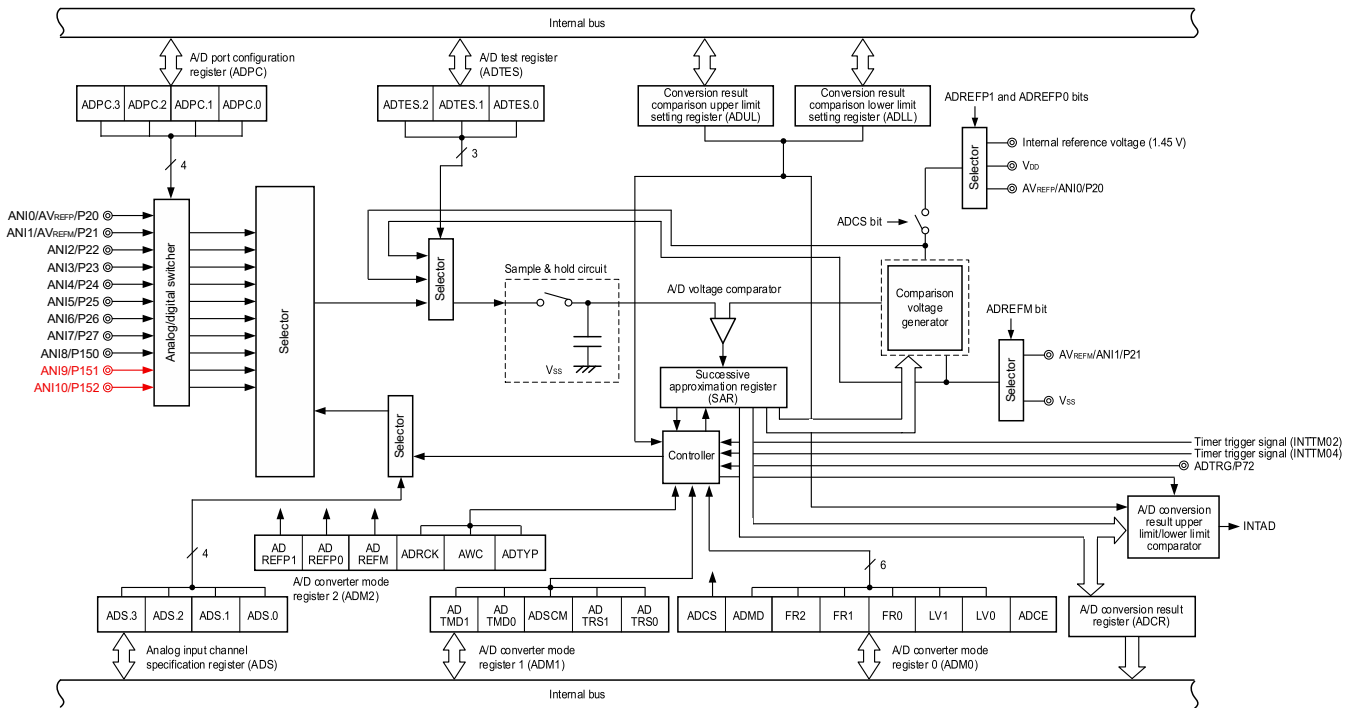 Internal bus
A/D port configuration
register (ADPC)
A/D test register
(ADTES)
ADPC.3 ADPC.2 ADPC.1 ADPC.0
ADTES.2 ADTES.1 ADTES.0
Conversion result
comparison upper limit
setting register (ADUL)
Conversion result
comparison lower limit
setting register (ADLL)
ADREFP1 and ADREFP0 bits
Selector
Internal reference voltage (1.45 V)
VDD
AVREFP/ANI0/P20
4
3
ADCS bit
ANI0/AVREFP/P20
ANI1/AVREFM/P21
ANI2/P22
ANI3/P23
ANI4/P24
ANI5/P25
ANI6/P26
ANI7/P27
ANI8/P150
ANI9/P151
ANI10/P152
Analog/digital switcher
Selector
Selector
Sample & hold circuit
VSS
A/D voltage comparator
Comparison
voltage
generator
ADREFM bit
Selector
AVREFM/ANI1/P21
VSS
Successive
approximation register
(SAR)
Selector
Controller
Timer trigger signal (INTTM02)
Timer trigger signal (INTTM04)
ADTRG/P72
A/D conversion
result upper
limit/lower limit
comparator
INTAD
4
AD REFP1 AD REFP0 AD REFM ADRCK AWC ADTYP
A/D converter mode
register 2 (ADM2)
6
ADS.3 ADS.2 ADS.1 ADS.0
AD TMD1 AD TMD0 ADSCM AD TRS1 AD TRS0
ADCS ADMD FR2 FR1 FR0 LV1 LV0 ADCE
A/D conversion result
register (ADCR)
Analog input channel
specification register (ADS)
A/D converter mode
register 1 (ADM1)
A/D converter mode
register 0 (ADM0)
Internal bus